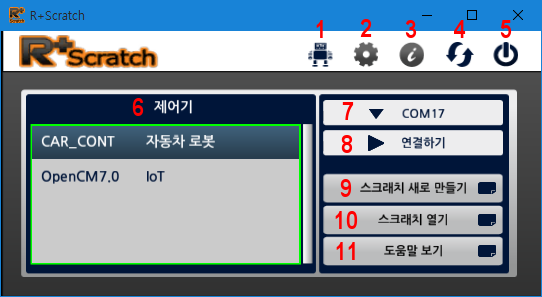 R+Scratch
1 2 3 4 5
R+Scratch
6 제어기
CAR_CONT 자동차 로봇
OpenCM7.0 IoT
7 COM17
8 연결하기
9 스크래치 새로 만들기
10 스크래치 열기
11 도움말 보기